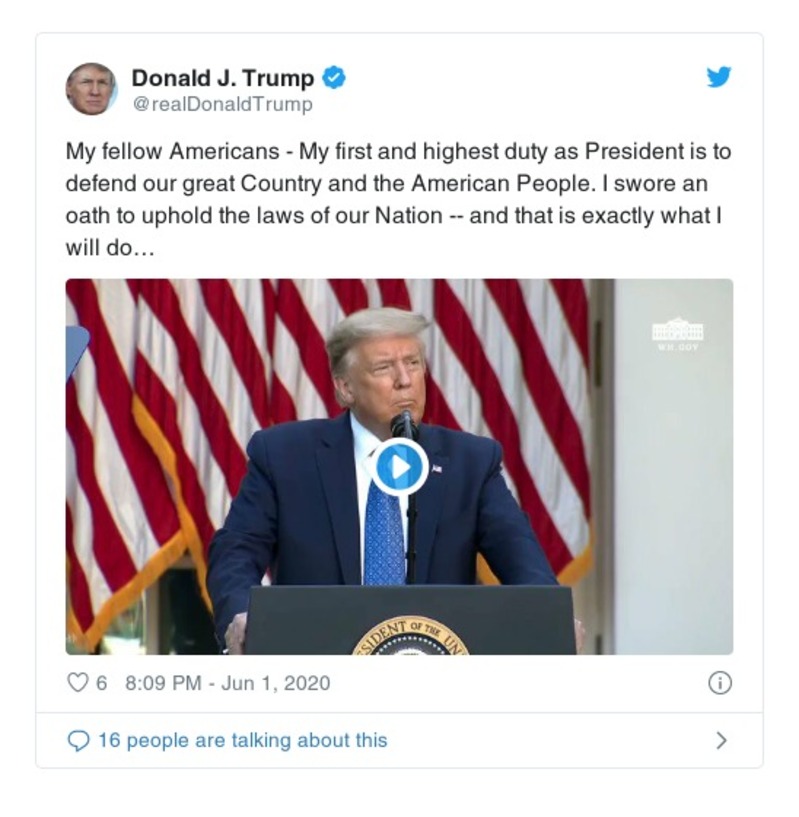 Donald J. Trump
@realDonaldTrump
My fellow Americans - My first and highest duty as President is to
defend our great Country and the American People. I swore an
oath to uphold the laws of our Nation -- and that is exactly what I
will do…
WH.GOV
SIDENT OF THE UN
6 8:09 PM - Jun 1, 2020
16 people are talking about this